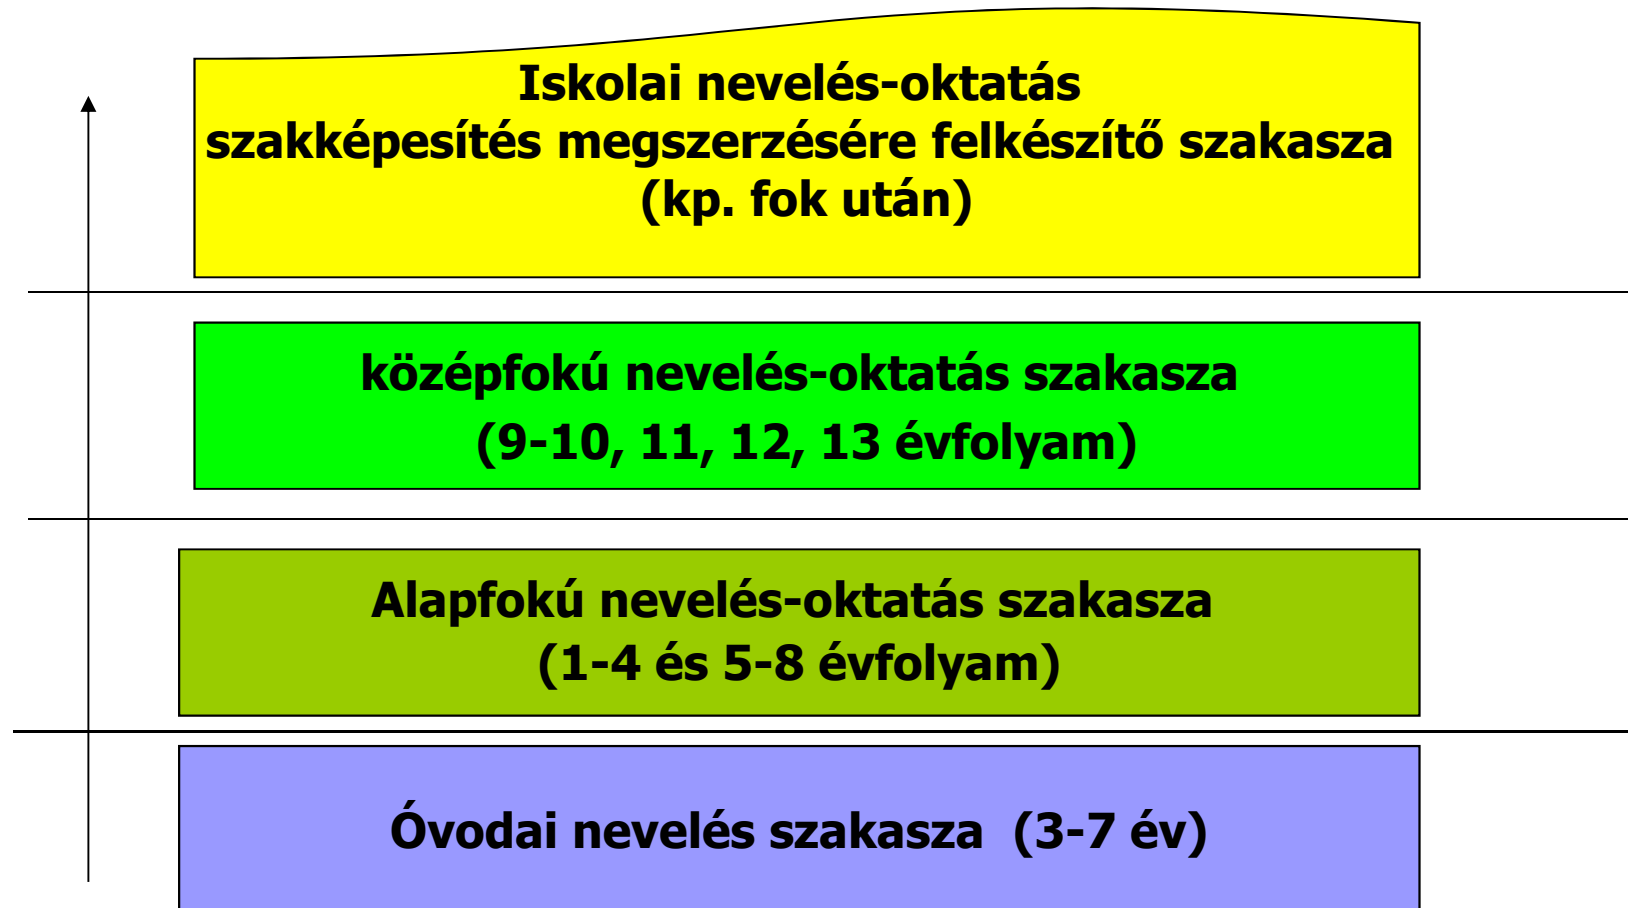 Iskolai nevelés-oktatás
szakképesítés megszerzésére felkészítő szakasza
(kp. fok után)
középfokú nevelés-oktatás szakasza
(9-10, 11, 12, 13 évfolyam)
Alapfokú nevelés-oktatás szakasza
(1-4 és 5-8 évfolyam)
Óvodai nevelés szakasza  (3-7 év)